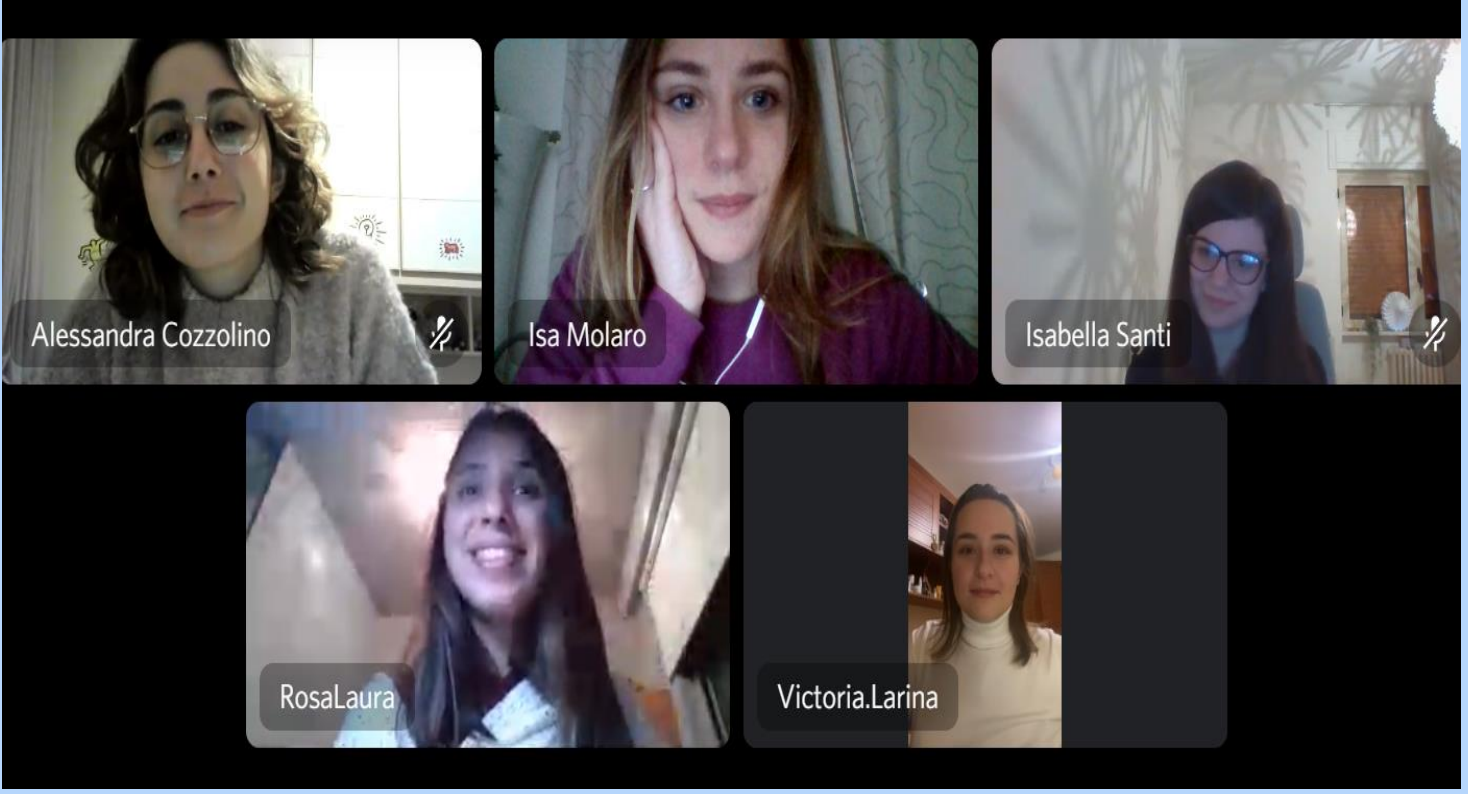 Alessandra Cozzolino
Isa Molaro
Isabella Santi
RosaLaura
Victoria.Larina